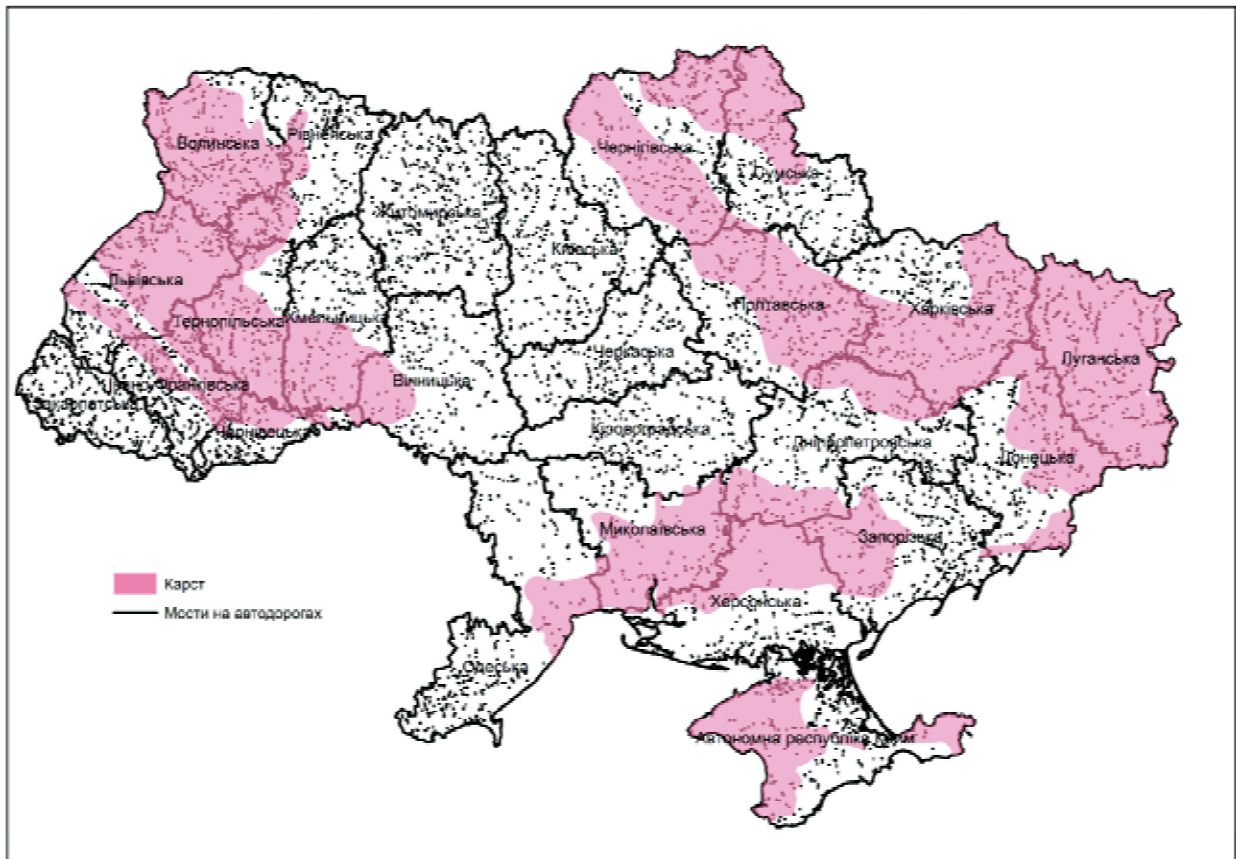 Волинська
Рівненська
Житомирська
Київська
Чернігівська
Сумська
Львівська
Тернопільська
Хмельницька
Вінницька
Черкаська
Полтавська
Харківська
Луганська
Івано-Франківська
Закарпатська
Чернівецька
Кіровоградська
Дніпропетровська
Донецька
Миколаївська
Запорізька
Херсонська
Одеська
Автономна республіка Крим
Карст
Мости на автодорогах